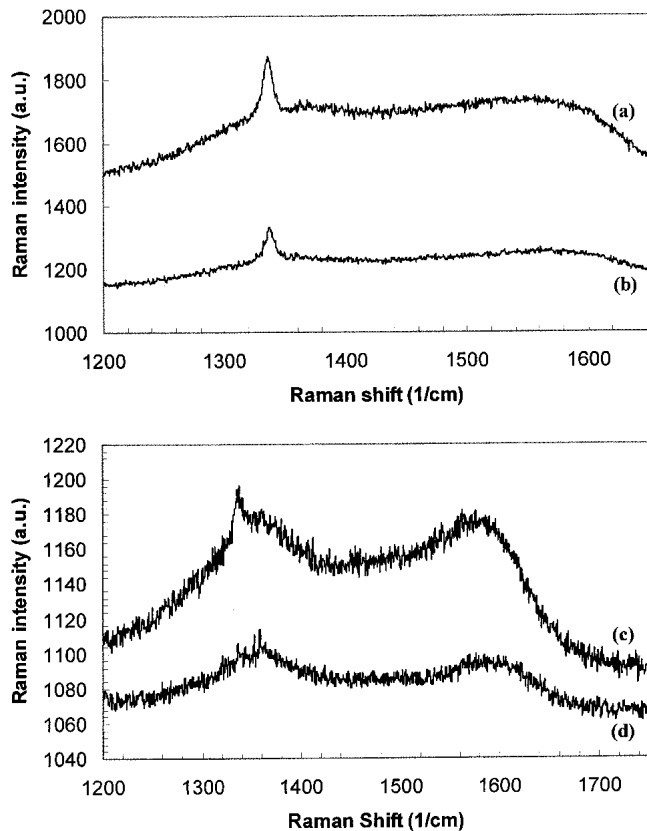 2000
1800
1600
1400
1200
1000
Raman intensity (a.u.)
(a)
(b)
1200 1300 1400 1500 1600
Raman shift (1/cm)
1220
1200
1180
1160
1140
1120
1100
1080
1060
1040
Raman intensity (a.u.)
(c)
(d)
1200 1300 1400 1500 1600 1700
Raman Shift (1/cm)